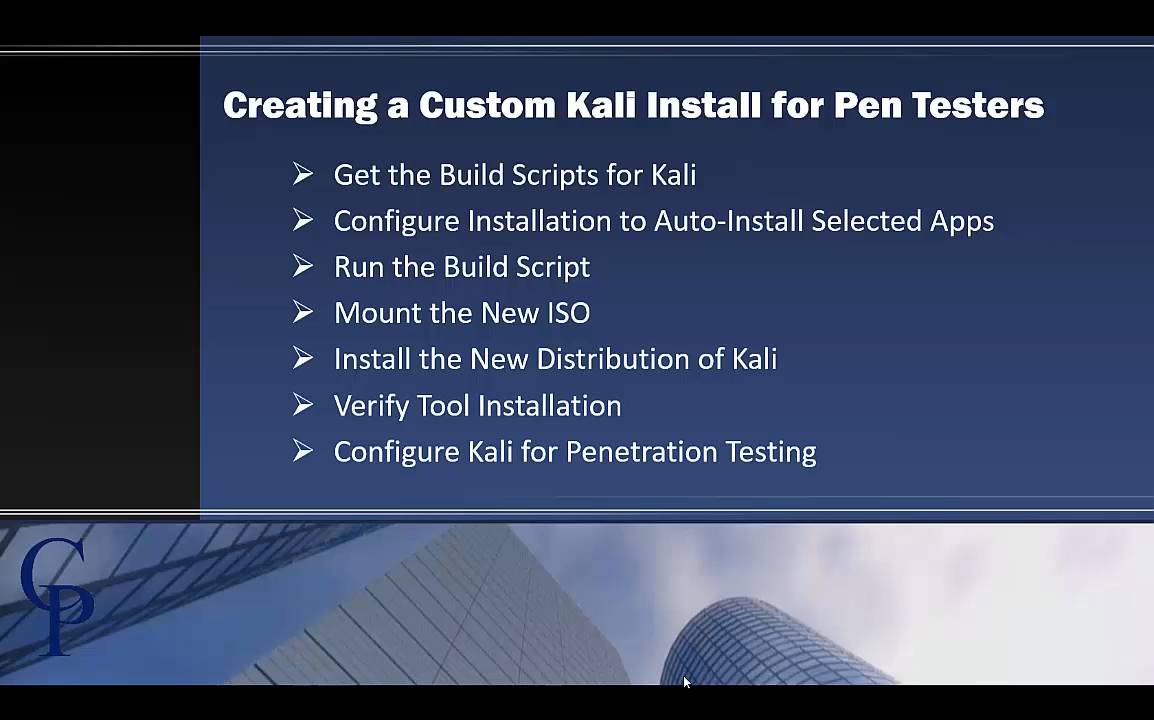 Creating a Custom Kali Install for Pen Testers
Get the Build Scripts for Kali
Configure Installation to Auto-Install Selected Apps
Run the Build Script
Mount the New ISO
Install the New Distribution of Kali
Verify Tool Installation
Configure Kali for Penetration Testing
CP